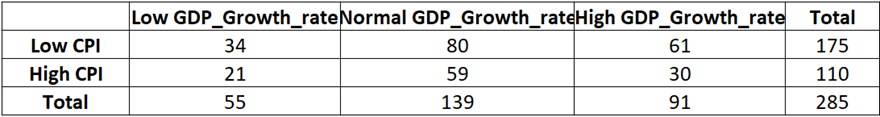 Low GDP_Growth_rate Normal GDP_Growth_rate High GDP_Growth_rate Total
Low CPI 34 80 61 175
High CPI 21 59 30 110
Total 55 139 91 285